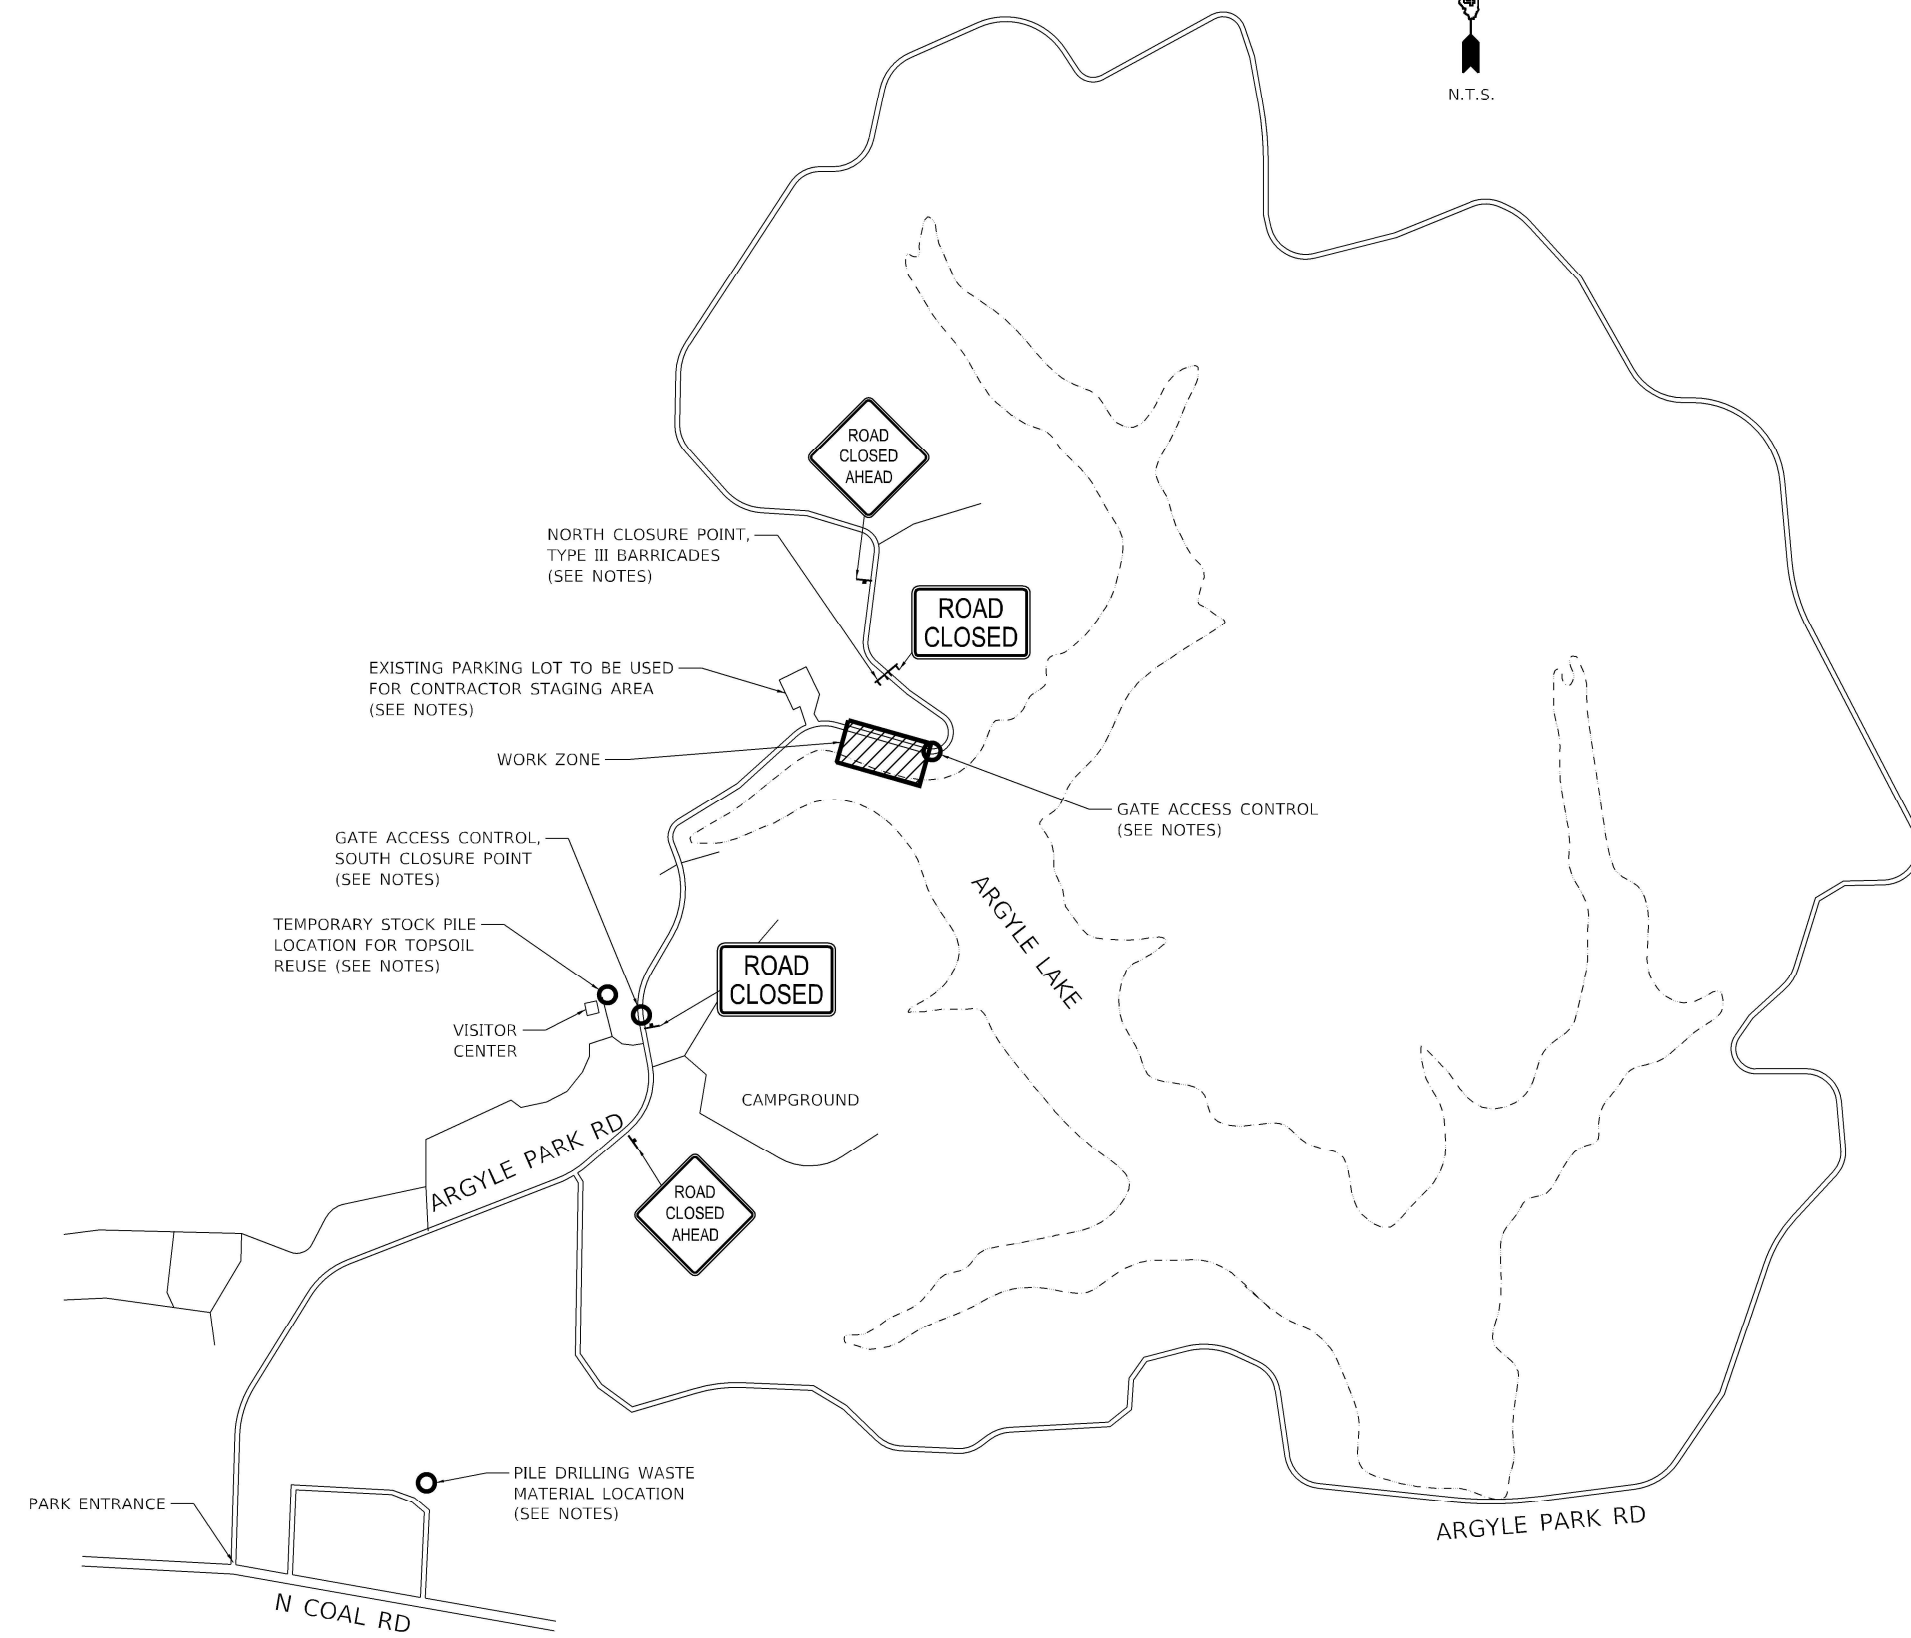 N.T.S.
ROAD
CLOSED
AHEAD
NORTH CLOSURE POINT,
TYPE III BARRICADES
(SEE NOTES)
ROAD
CLOSED
EXISTING PARKING LOT TO BE USED
FOR CONTRACTOR STAGING AREA
(SEE NOTES)
WORK ZONE
GATE ACCESS CONTROL
(SEE NOTES)
GATE ACCESS CONTROL,
SOUTH CLOSURE POINT
(SEE NOTES)
ARGYLE LAKE
TEMPORARY STOCK PILE
LOCATION FOR TOPSOIL
REUSE (SEE NOTES)
ROAD
CLOSED
VISITOR
CENTER
CAMPGROUND
ARGYLE PARK RD
ROAD
CLOSED
AHEAD
PILE DRILLING WASTE
MATERIAL LOCATION
(SEE NOTES)
PARK ENTRANCE
ARGYLE PARK RD
N COAL RD